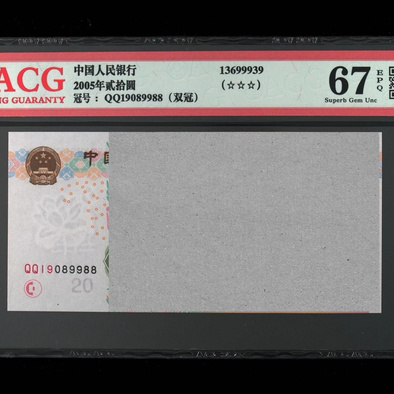 ACG
NG GUARANTY
中国人民银行
2005年贰拾圆
冠号： QQ19089988（双冠）
13699939
(☆☆☆)
67
EPQ
Superb Gem Unc
中
QQ19089988
20